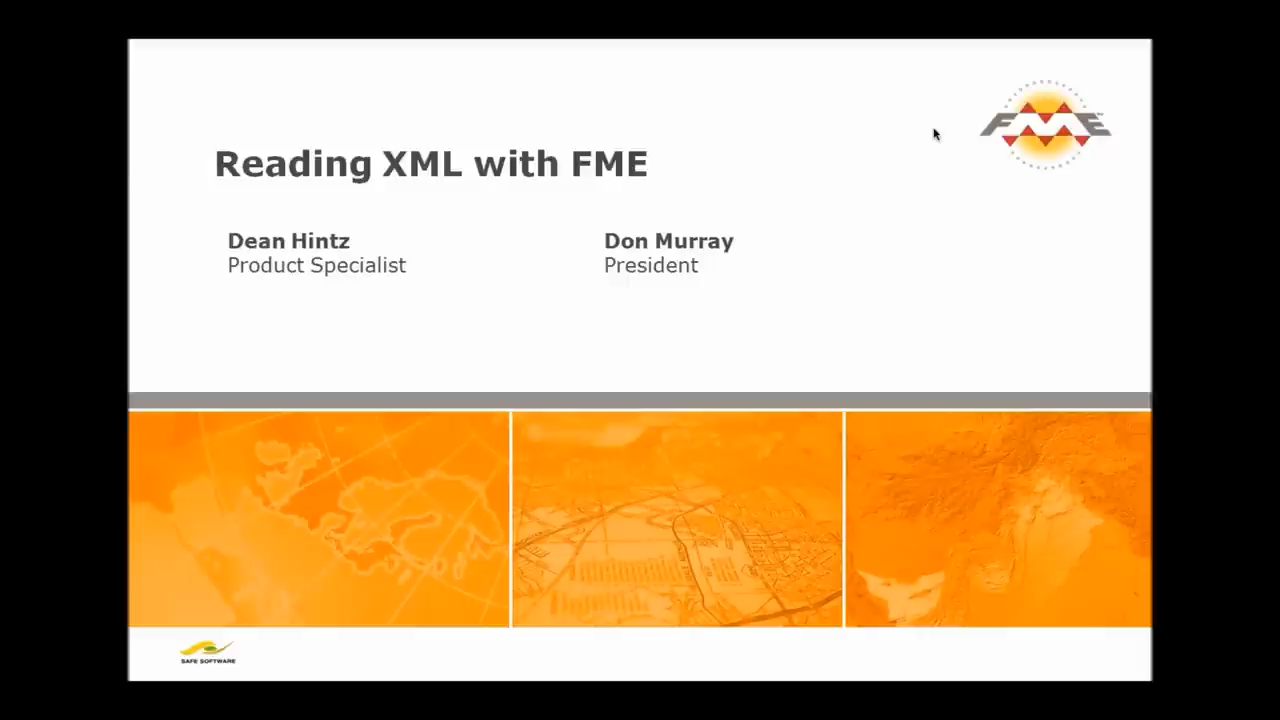 FME
Reading XML with FME
Dean Hintz
Product Specialist
Don Murray
President
SAFE SOFTWARE